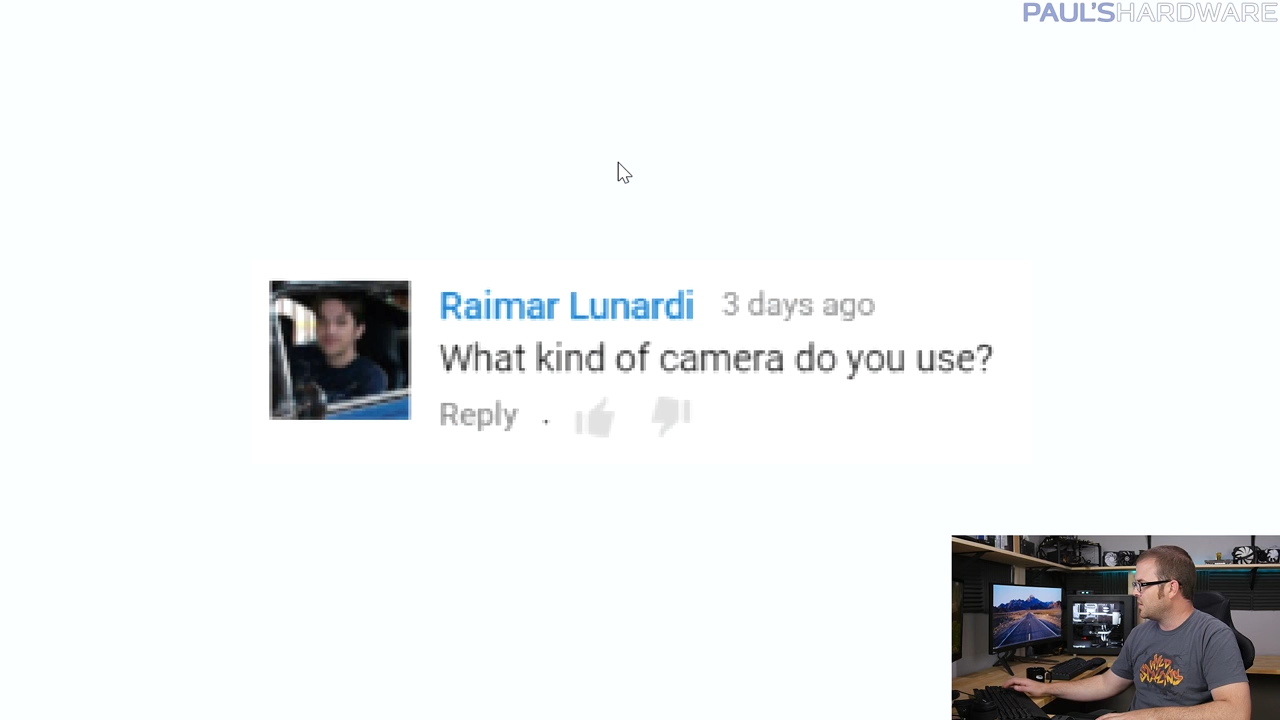 PAUL'SHARDWARE
Raimar Lunardi 3 days ago
What kind of camera do you use?
Reply .